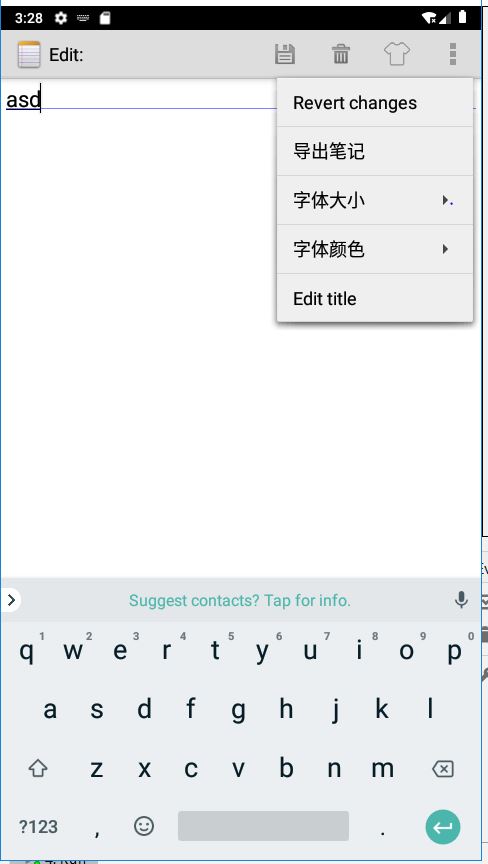 3:28
Edit:
asd
Revert changes
导出笔记
字体大小
字体颜色
Edit title
Suggest contacts? Tap for info.
q 1 w 2 e 3 r 4 t 5 y 6 u 7 i 8 o 9 p 0
a s d f g h j k l
z x c v b n m
?123 , .